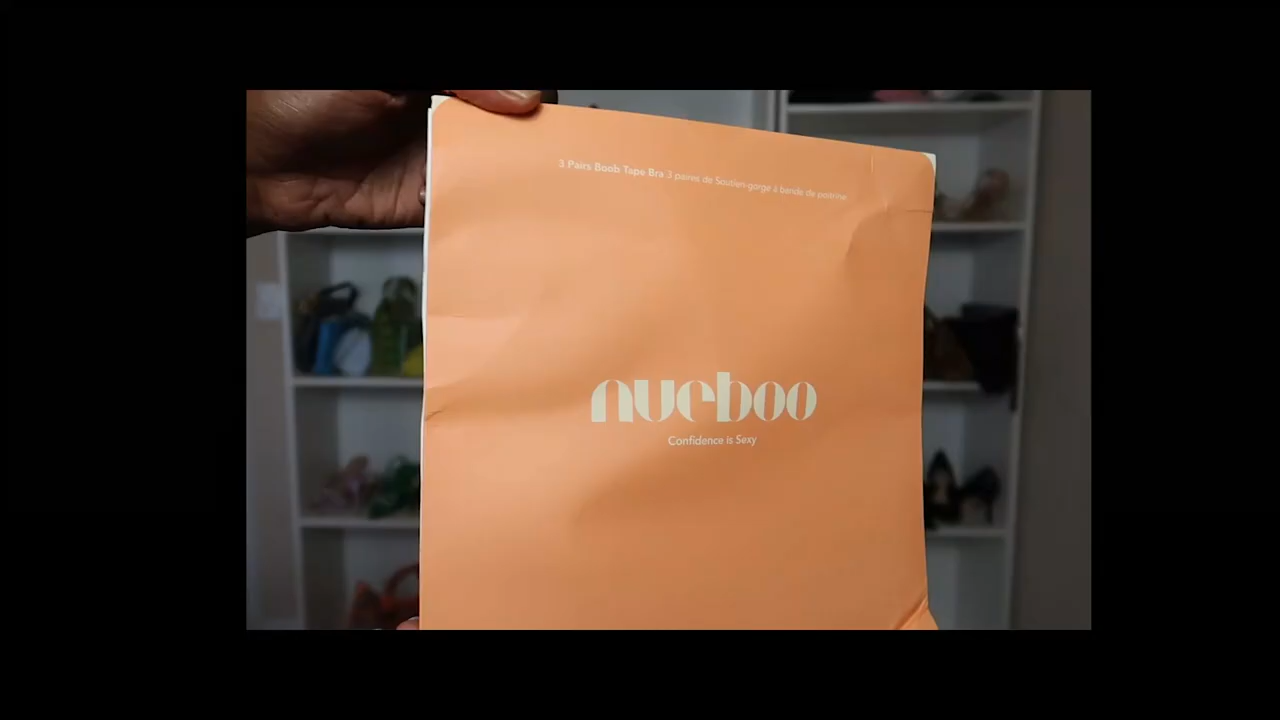 3 Pairs Boob Tape Bra 3 paires de Soutien-gorge à bande de poitrine
nueboo
Confidence is Sexy